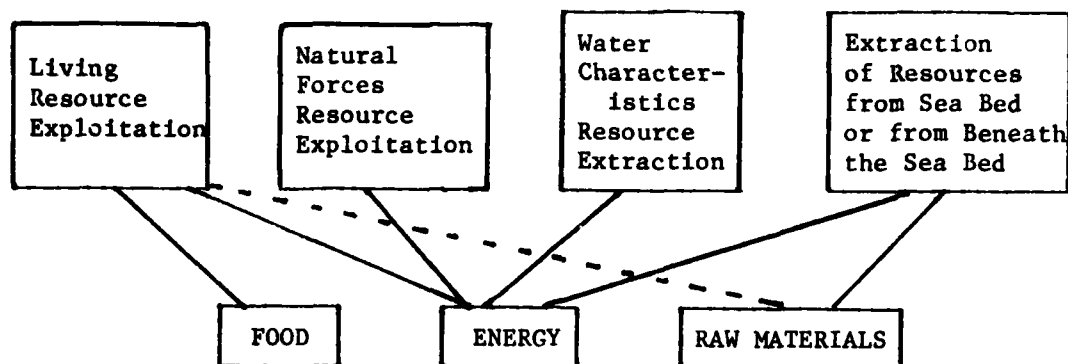 Living
Resource
Exploitation
Natural
Forces
Resource
Exploitation
Water
Character-
istics
Resource
Extraction
Extraction
of Resources
from Sea Bed
or from Beneath
the Sea Bed
FOOD
ENERGY
RAW MATERIALS